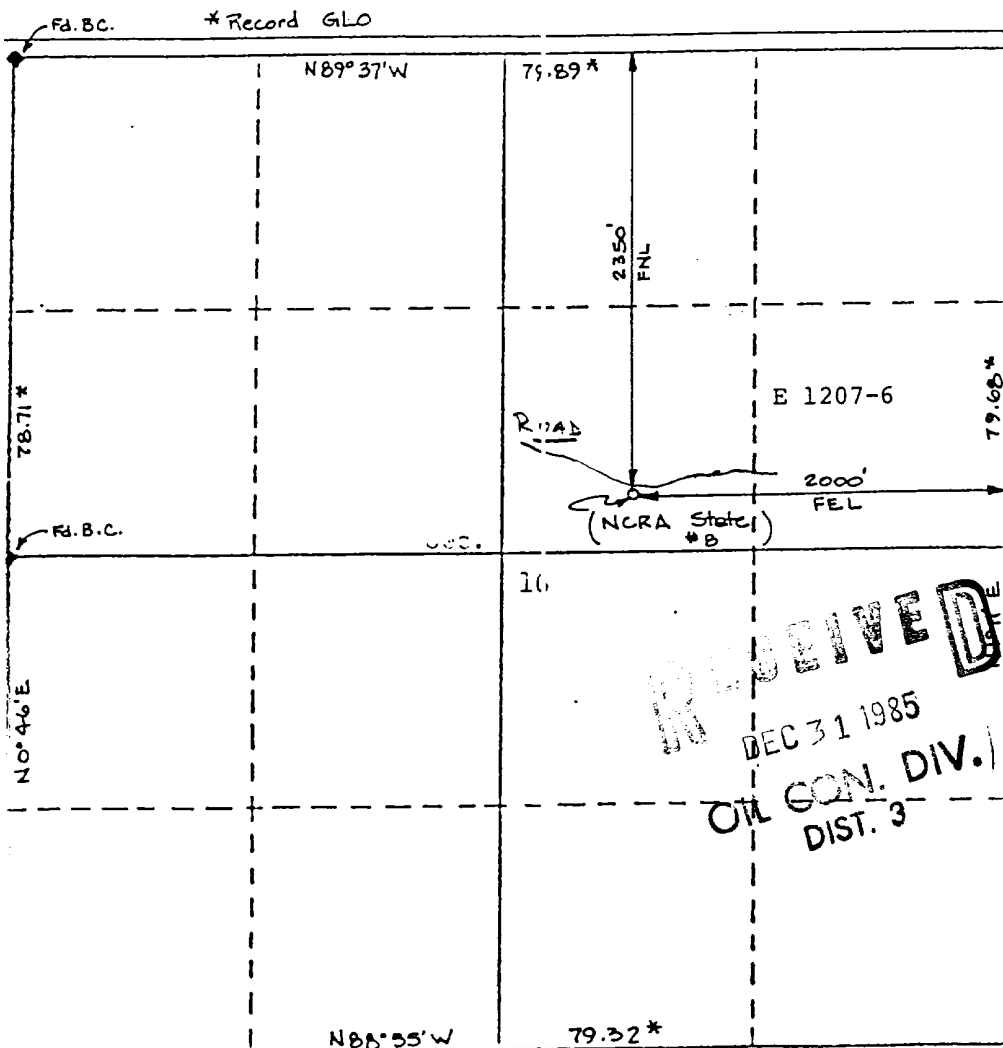 Fd. BC.
* Record GLO
N89°37'W
79.89*
2350'
FNL
78.71*
E 1207-6
79.68*
ROAD
2000'
FEL
(NCRA State
#8)
Fd. B.C.
SEC.
16
N0°46'E
RECEIVED
DEC 31 1985
OIL CON. DIV.
DIST. 3
N88°55'W
79.32*